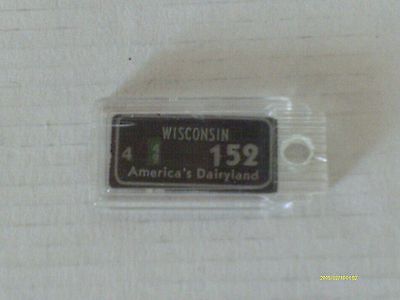 WISCONSIN
4 152
America's Dairyland